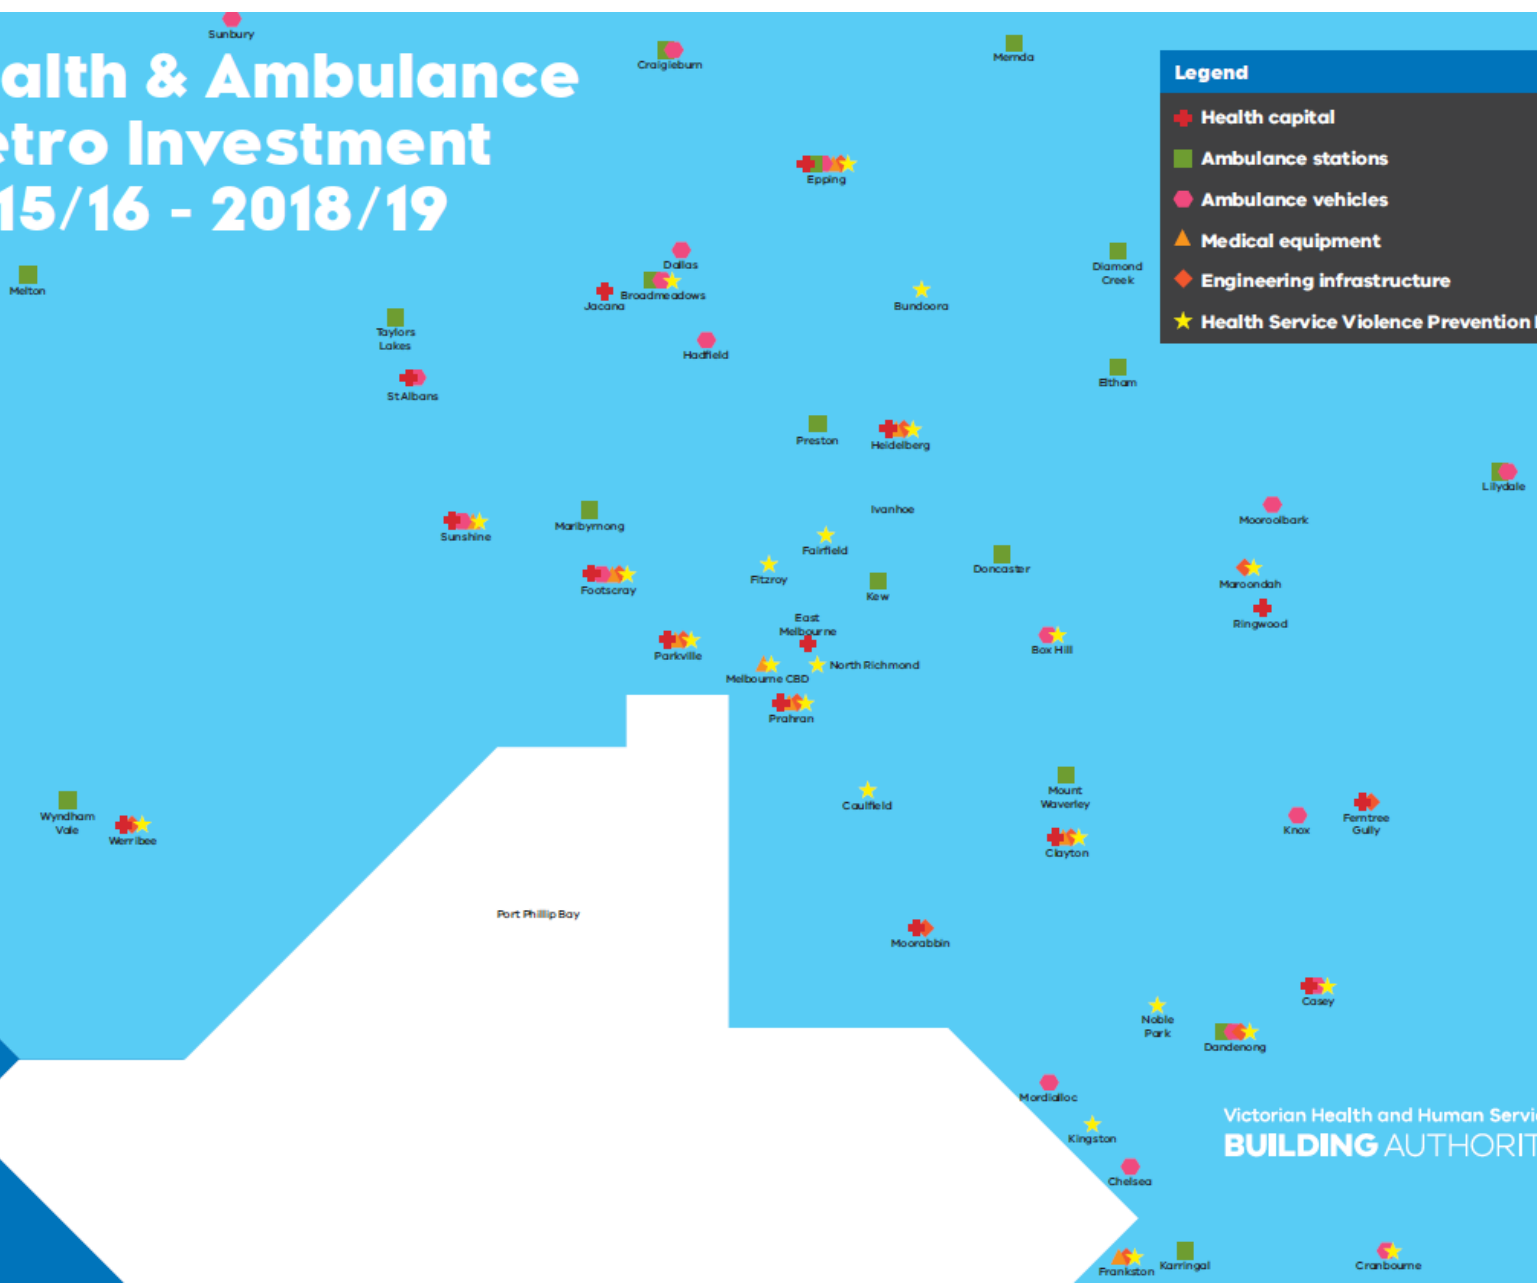 Sunbury
Craigieburn
Mernda
alth & Ambulance
etro Investment
15/16 - 2018/19
Legend
Health capital
Ambulance stations
Ambulance vehicles
Medical equipment
Engineering infrastructure
Health Service Violence Prevention
Epping
Dallas
Broadmeadows
Jacana
Bundoora
Diamond
Creek
Melton
Taylors
Lakes
Hadfield
St Albans
Eltham
Preston
Heidelberg
Lilydale
Ivanhoe
Mooroolbark
Maribyrnong
Sunshine
Fairfield
Doncaster
Fitzroy
Maroondah
Footscray
Kew
East
Melbourne
Ringwood
Parkville
Box Hill
North Richmond
Melbourne CBD
Prahran
Caulfield
Mount
Waverley
Wyndham
Vale
Werribee
Knox
Ferntree
Gully
Clayton
Port Phillip Bay
Moorabbin
Casey
Noble
Park
Dandenong
Mordialloc
Victorian Health and Human Servi
BUILDING AUTHORIT
Kingston
Chelsea
Frankston
Karringal
Cranbourne